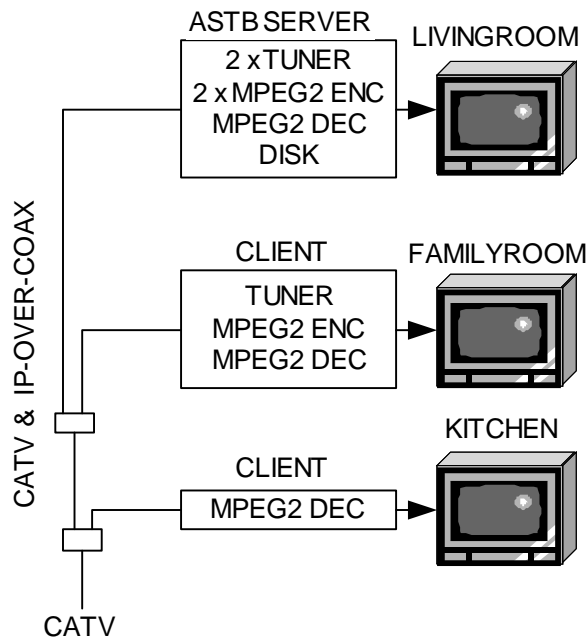 ASTB SERVER
2 x TUNER
2 x MPEG2 ENC
MPEG2 DEC
DISK
LIVINGROOM
CLIENT
TUNER
MPEG2 ENC
MPEG2 DEC
FAMILYROOM
CLIENT
MPEG2 DEC
KITCHEN
CATV & IP-OVER-COAX
CATV